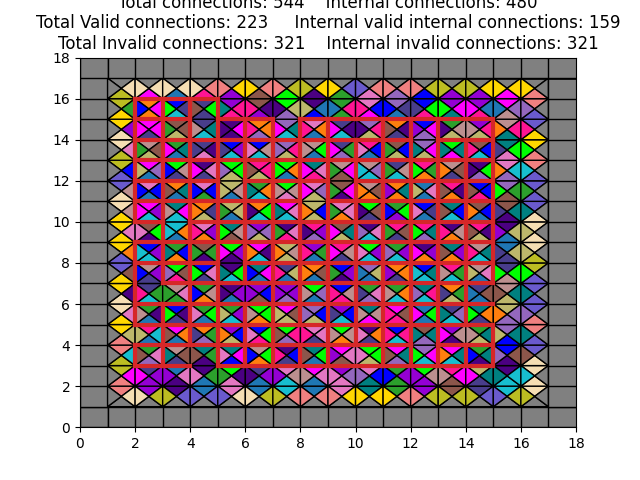 Total connections: 544 Internal connections: 480
Total Valid connections: 223 Internal valid internal connections: 159
Total Invalid connections: 321 Internal invalid connections: 321
18
16
14
12
10
8
6
4
2
0
0 2 4 6 8 10 12 14 16 18